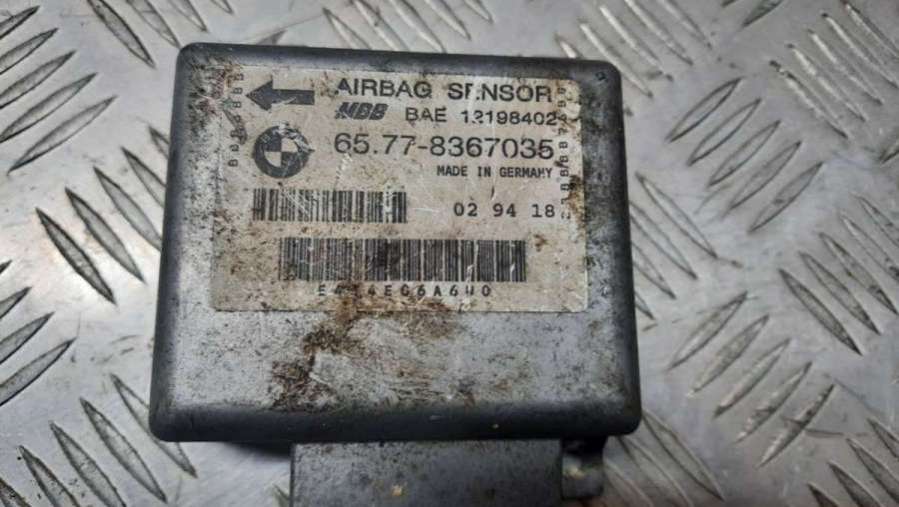 AIRBAG SENSOR
MBB BAE 12198402
65.77-8367035
MADE IN GERMANY
02 94 18